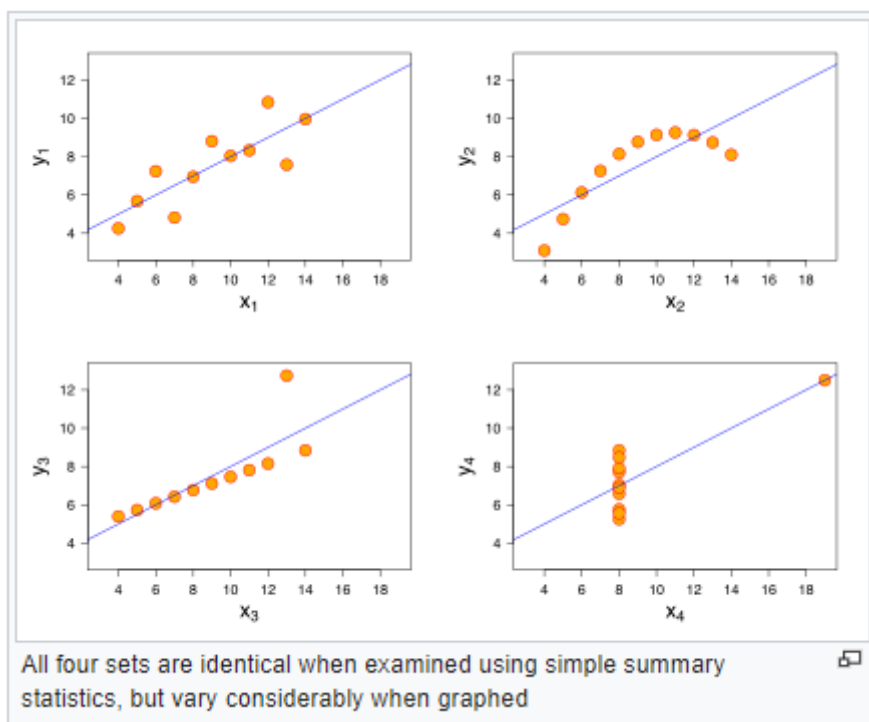 12
10
8
6
4
y₁
4 6 8 10 12 14 16 18
x₁
12
10
8
6
4
y₂
4 6 8 10 12 14 16 18
x₂
12
10
8
6
4
y₃
4 6 8 10 12 14 16 18
x₃
12
10
8
6
4
y₄
4 6 8 10 12 14 16 18
x₄
All four sets are identical when examined using simple summary
statistics, but vary considerably when graphed